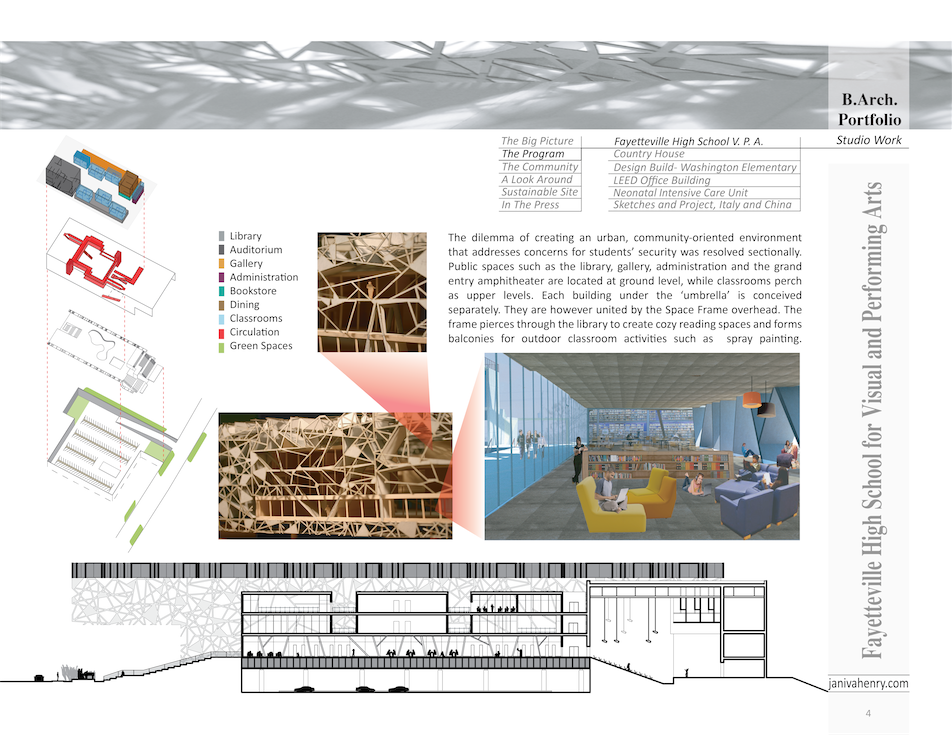 B.Arch.
Portfolio
Studio Work
The Big Picture
The Program
The Community
A Look Around
Sustainable Site
In The Press
Fayetteville High School V. P. A.
Country House
Design Build- Washington Elementary
LEED Office Building
Neonatal Intensive Care Unit
Sketches and Project, Italy and China
Library
Auditorium
Gallery
Administration
Bookstore
Dining
Classrooms
Circulation
Green Spaces
The dilemma of creating an urban, community-oriented environment
that addresses concerns for students’ security was resolved sectionally.
Public spaces such as the library, gallery, administration and the grand
entry amphitheater are located at ground level, while classrooms perch
as upper levels. Each building under the ‘umbrella’ is conceived
separately. They are however united by the Space Frame overhead. The
frame pierces through the library to create cozy reading spaces and forms
balconies for outdoor classroom activities such as spray painting.
Fayetteville High School for Visual and Performing Arts
janivahenry.com
4